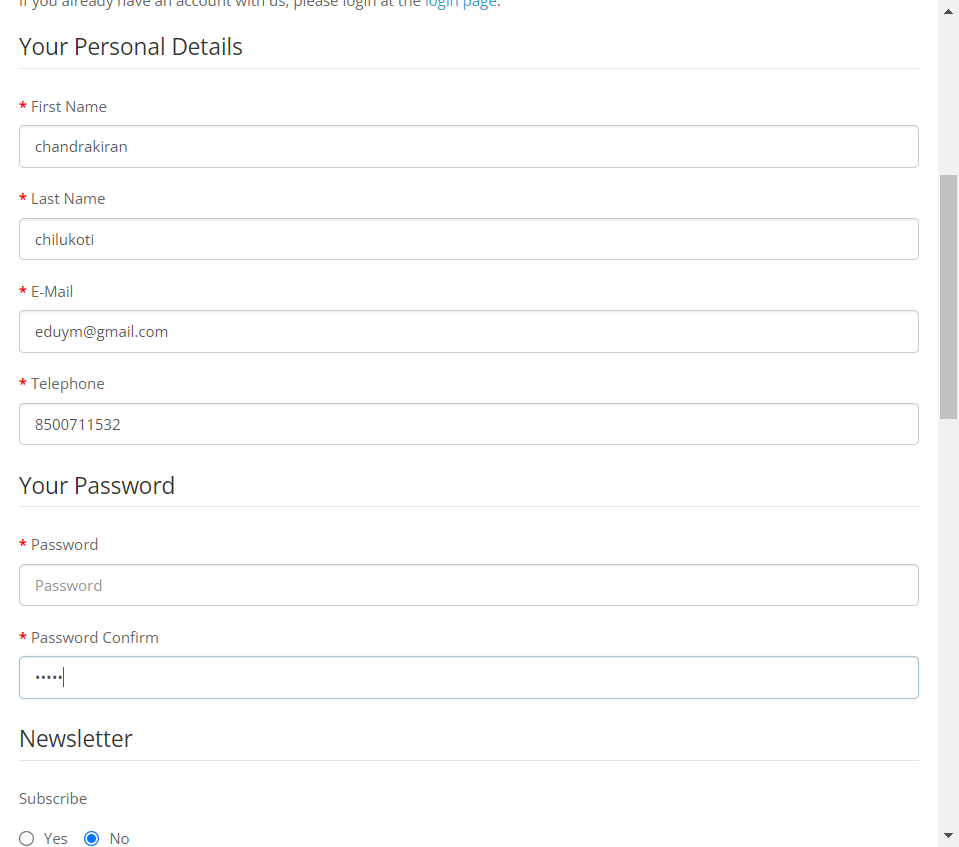 If you already have an account with us, please login at the login page.
Your Personal Details
* First Name
chandrakiran
* Last Name
chilukoti
* E-Mail
eduym@gmail.com
* Telephone
8500711532
Your Password
* Password
Password
* Password Confirm
•••••
Newsletter
Subscribe
Yes No